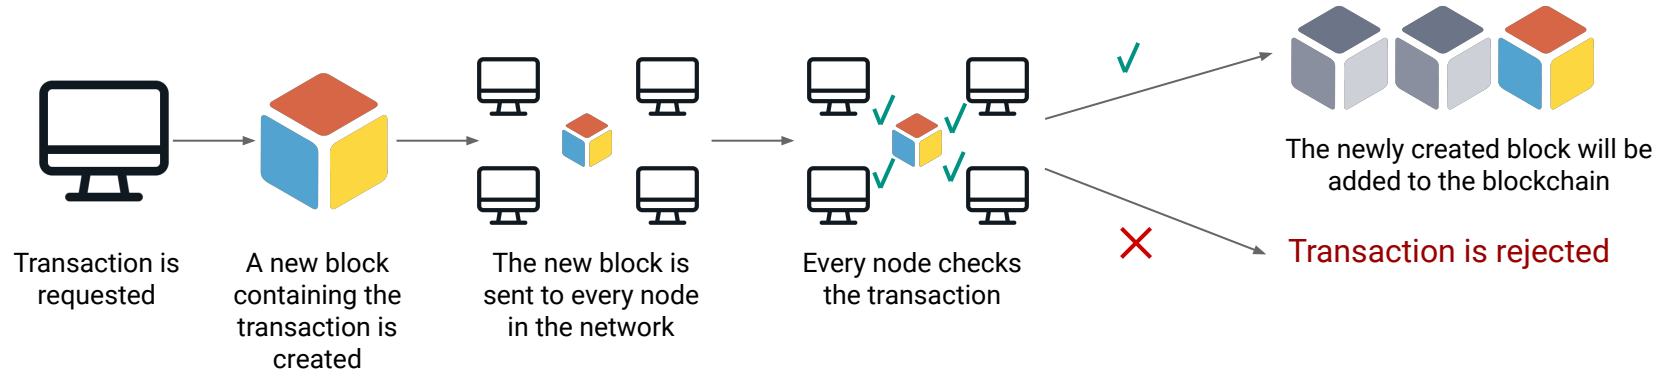 Transaction is
requested
A new block
containing the
transaction is
created
The new block is
sent to every node
in the network
Every node checks
the transaction
The newly created block will be
added to the blockchain
Transaction is rejected